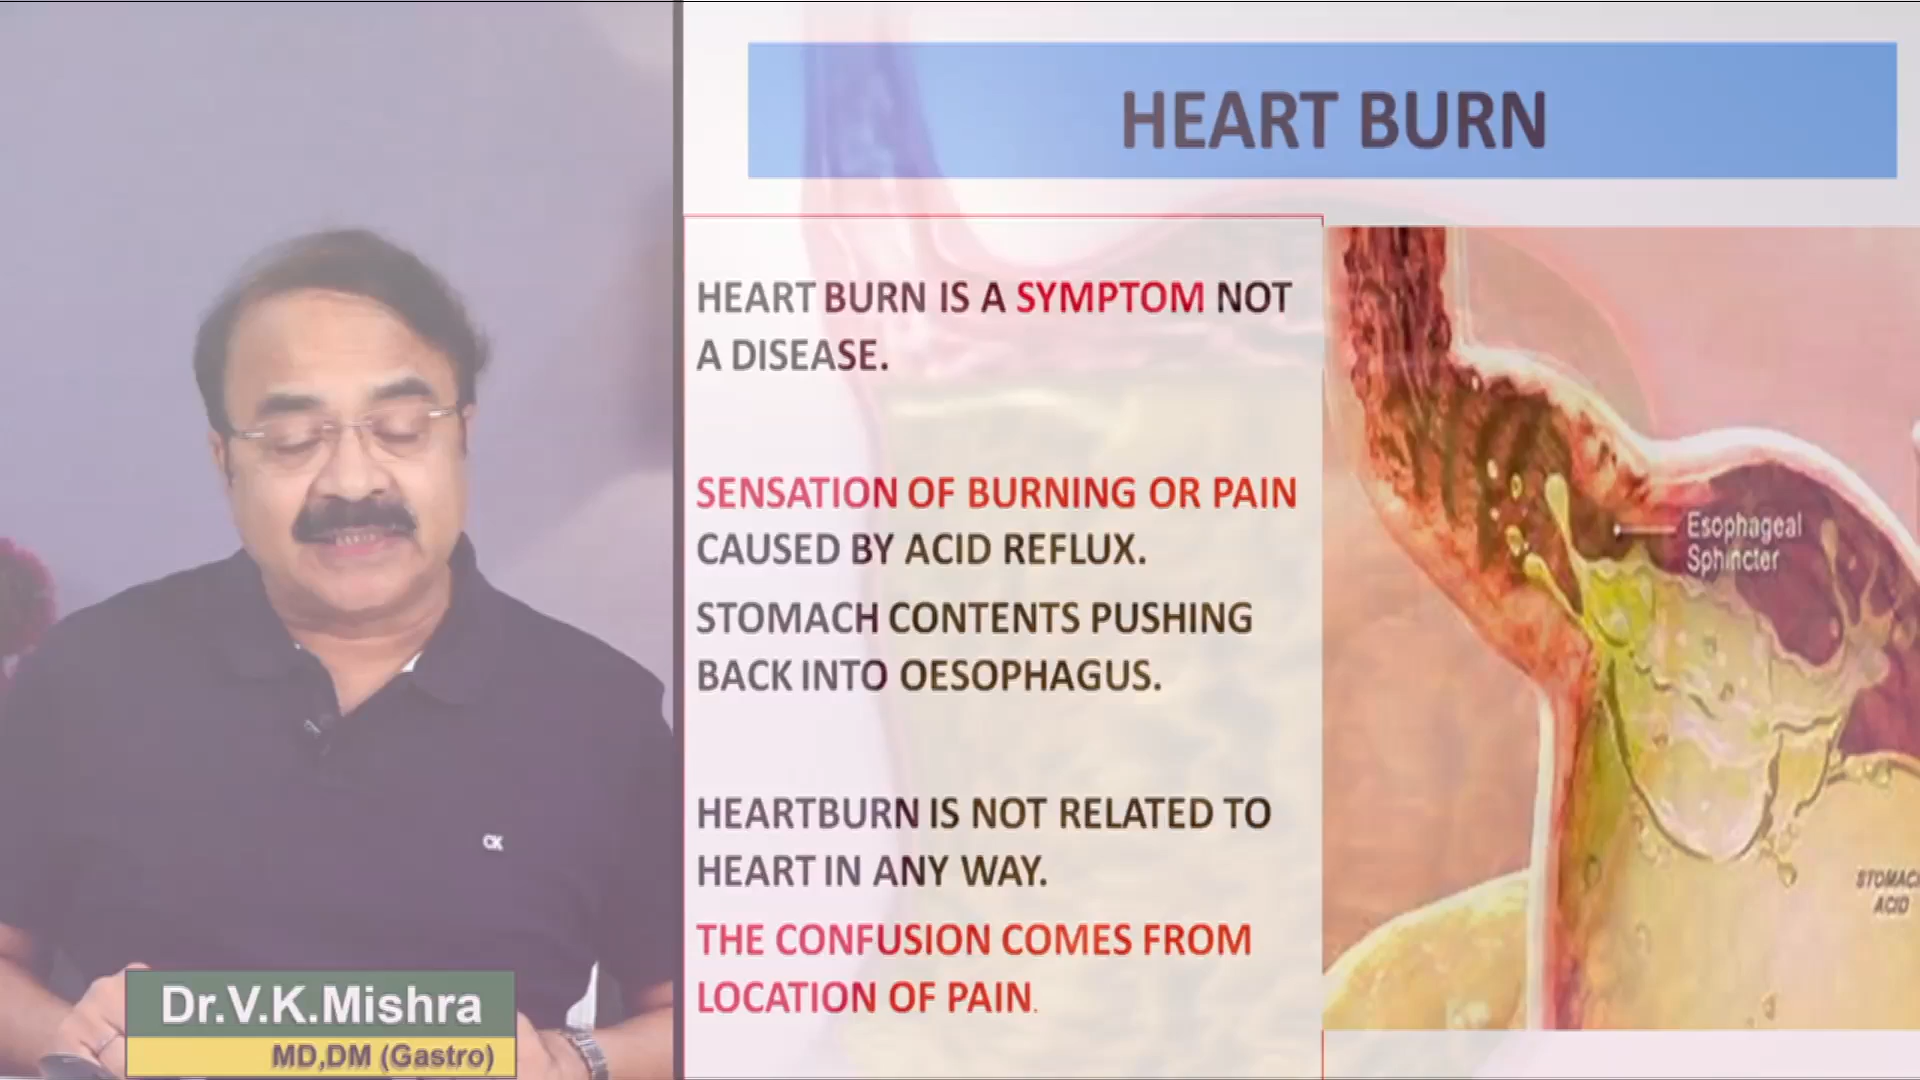 HEART BURN
HEART BURN IS A SYMPTOM NOT
A DISEASE.
SENSATION OF BURNING OR PAIN
CAUSED BY ACID REFLUX.
STOMACH CONTENTS PUSHING
BACK INTO OESOPHAGUS.
HEARTBURN IS NOT RELATED TO
HEART IN ANY WAY.
THE CONFUSION COMES FROM
LOCATION OF PAIN.
Esophageal
Sphincter
STOMAC
ACID
CK
Dr.V.K.Mishra
MD,DM (Gastro)